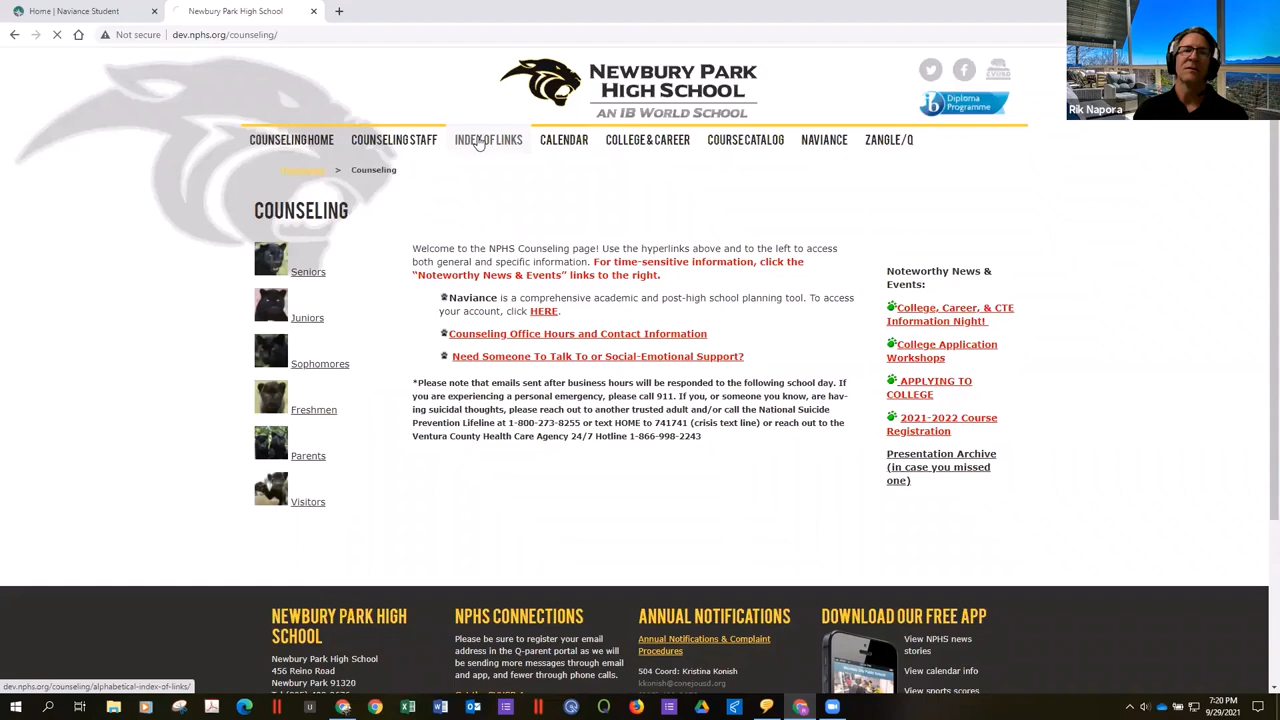 Home | Naviance Student
Newbury Park High School
Not secure
dev.nphs.org/counseling/
NEWBURY PARK
HIGH SCHOOL
AN IB WORLD SCHOOL
CVUSD
ib Diploma
Programme
Rik Napora
COUNSELING HOME
COUNSELING STAFF
INDEX OF LINKS
CALENDAR
COLLEGE & CAREER
COURSE CATALOG
NAVIANCE
ZANGLE/Q
> Counseling
COUNSELING
Seniors
Juniors
Sophomores
Freshmen
Parents
Visitors
Welcome to the NPHS Counseling page! Use the hyperlinks above and to the left to access
both general and specific information. For time-sensitive information, click the
“Noteworthy News & Events” links to the right.
Naviance is a comprehensive academic and post-high school planning tool. To access
your account, click HERE.
Counseling Office Hours and Contact Information
Need Someone To Talk To or Social-Emotional Support?
*Please note that emails sent after business hours will be responded to the following school day. If
you are experiencing a personal emergency, please call 911. If you, or someone you know, are hav-
ing suicidal thoughts, please reach out to another trusted adult and/or call the National Suicide
Prevention Lifeline at 1-800-273-8255 or text HOME to 741741 (crisis text line) or reach out to the
Ventura County Health Care Agency 24/7 Hotline 1-866-998-2243
Noteworthy News &
Events:
College, Career, & CTE
Information Night!
College Application
Workshops
APPLYING TO
COLLEGE
2021-2022 Course
Registration
Presentation Archive
(in case you missed
one)
NEWBURY PARK HIGH
SCHOOL
Newbury Park High School
456 Reino Road
Newbury Park 91320
NPHS CONNECTIONS
Please be sure to register your email
address in the Q-parent portal as we will
be sending more messages through email
and app, and fewer through phone calls.
ANNUAL NOTIFICATIONS
Annual Notifications & Complaint
Procedures
504 Coord: Kristina Konish
kkonish@conejousd.org
DOWNLOAD OUR FREE APP
View NPHS news
stories
View calendar info
View sports scores
dev.nphs.org/counseling/alphabetical-index-of-links/
7:20 PM
9/29/2021